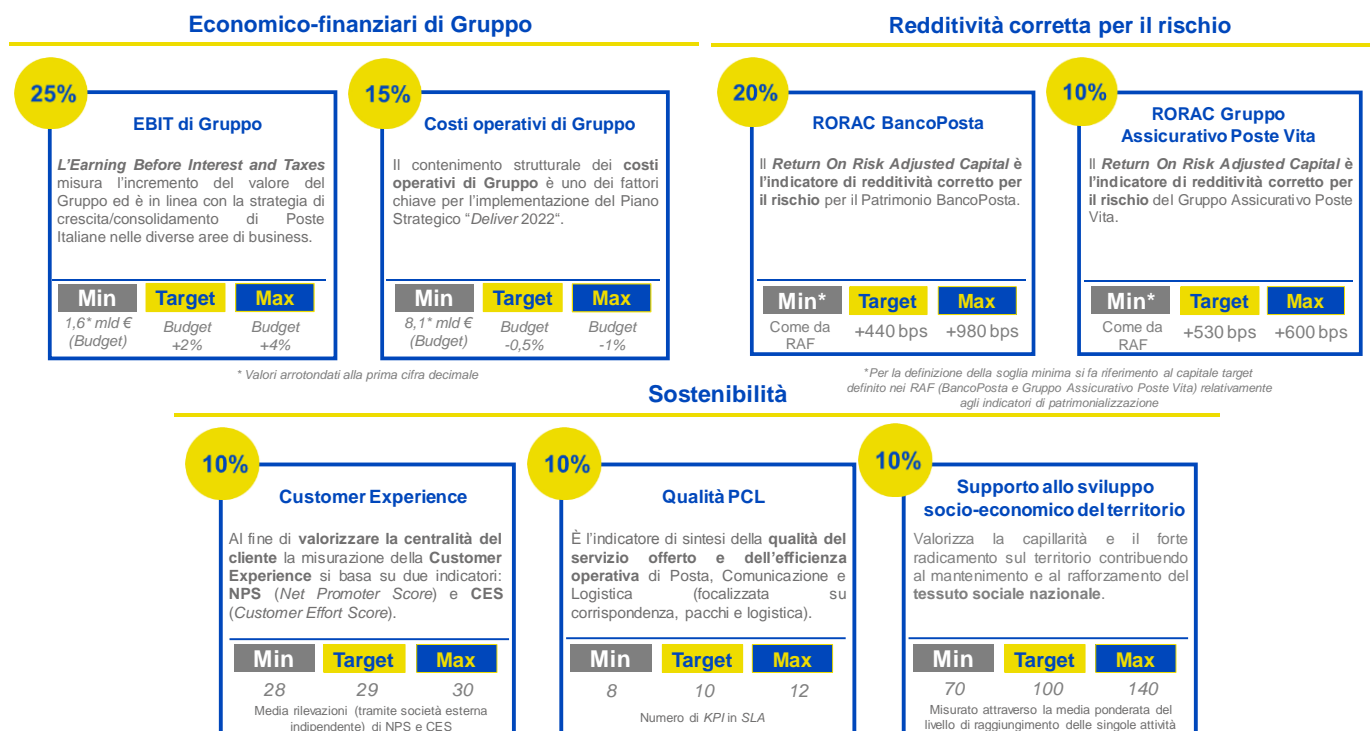 Economico-finanziari di Gruppo
25%
EBIT di Gruppo
L'Earning Before Interest and Taxes
misura l'incremento del valore del
Gruppo ed è in linea con la strategia di
crescita/consolidamento di Poste
Italiane nelle diverse aree di business.
Min Target Max
1,6* mld € Budget Budget
(Budget) +2% +4%
15%
Costi operativi di Gruppo
Il contenimento strutturale dei costi
operativi di Gruppo è uno dei fattori
chiave per l'implementazione del Piano
Strategico "Deliver 2022".
Min Target Max
8,1* mld € Budget Budget
(Budget) -0,5% -1%
* Valori arrotondati alla prima cifra decimale
Redditività corretta per il rischio
20%
RORAC BancoPosta
Il Return On Risk Adjusted Capital è
l'indicatore di redditività corretto per
il rischio per il Patrimonio BancoPosta.
Min* Target Max
Come da +440 bps +980 bps
RAF
10%
RORAC Gruppo
Assicurativo Poste Vita
Il Return On Risk Adjusted Capital è
l'indicatore di redditività corretto per
il rischio del Gruppo Assicurativo Poste
Vita.
Min* Target Max
Come da +530 bps +600 bps
RAF
*Per la definizione della soglia minima si fa riferimento al capitale target
definito nei RAF (BancoPosta e Gruppo Assicurativo Poste Vita) relativamente
agli indicatori di patrimonializzazione
Sostenibilità
10%
Customer Experience
Al fine di valorizzare la centralità del
cliente la misurazione della Customer
Experience si basa su due indicatori:
NPS (Net Promoter Score) e CES
(Customer Effort Score).
Min Target Max
28 29 30
Media rilevazioni (tramite società esterna
indipendente) di NPS e CES
10%
Qualità PCL
È l'indicatore di sintesi della qualità del
servizio offerto e dell'efficienza
operativa di Posta, Comunicazione e
Logistica (focalizzata su
corrispondenza, pacchi e logistica).
Min Target Max
8 10 12
Numero di KPI in SLA
10%
Supporto allo sviluppo
socio-economico del territorio
Valorizza la capillarità e il forte
radicamento sul territorio contribuendo
al mantenimento e al rafforzamento del
tessuto sociale nazionale.
Min Target Max
70 100 140
Misurato attraverso la media ponderata del
livello di raggiungimento delle singole attività